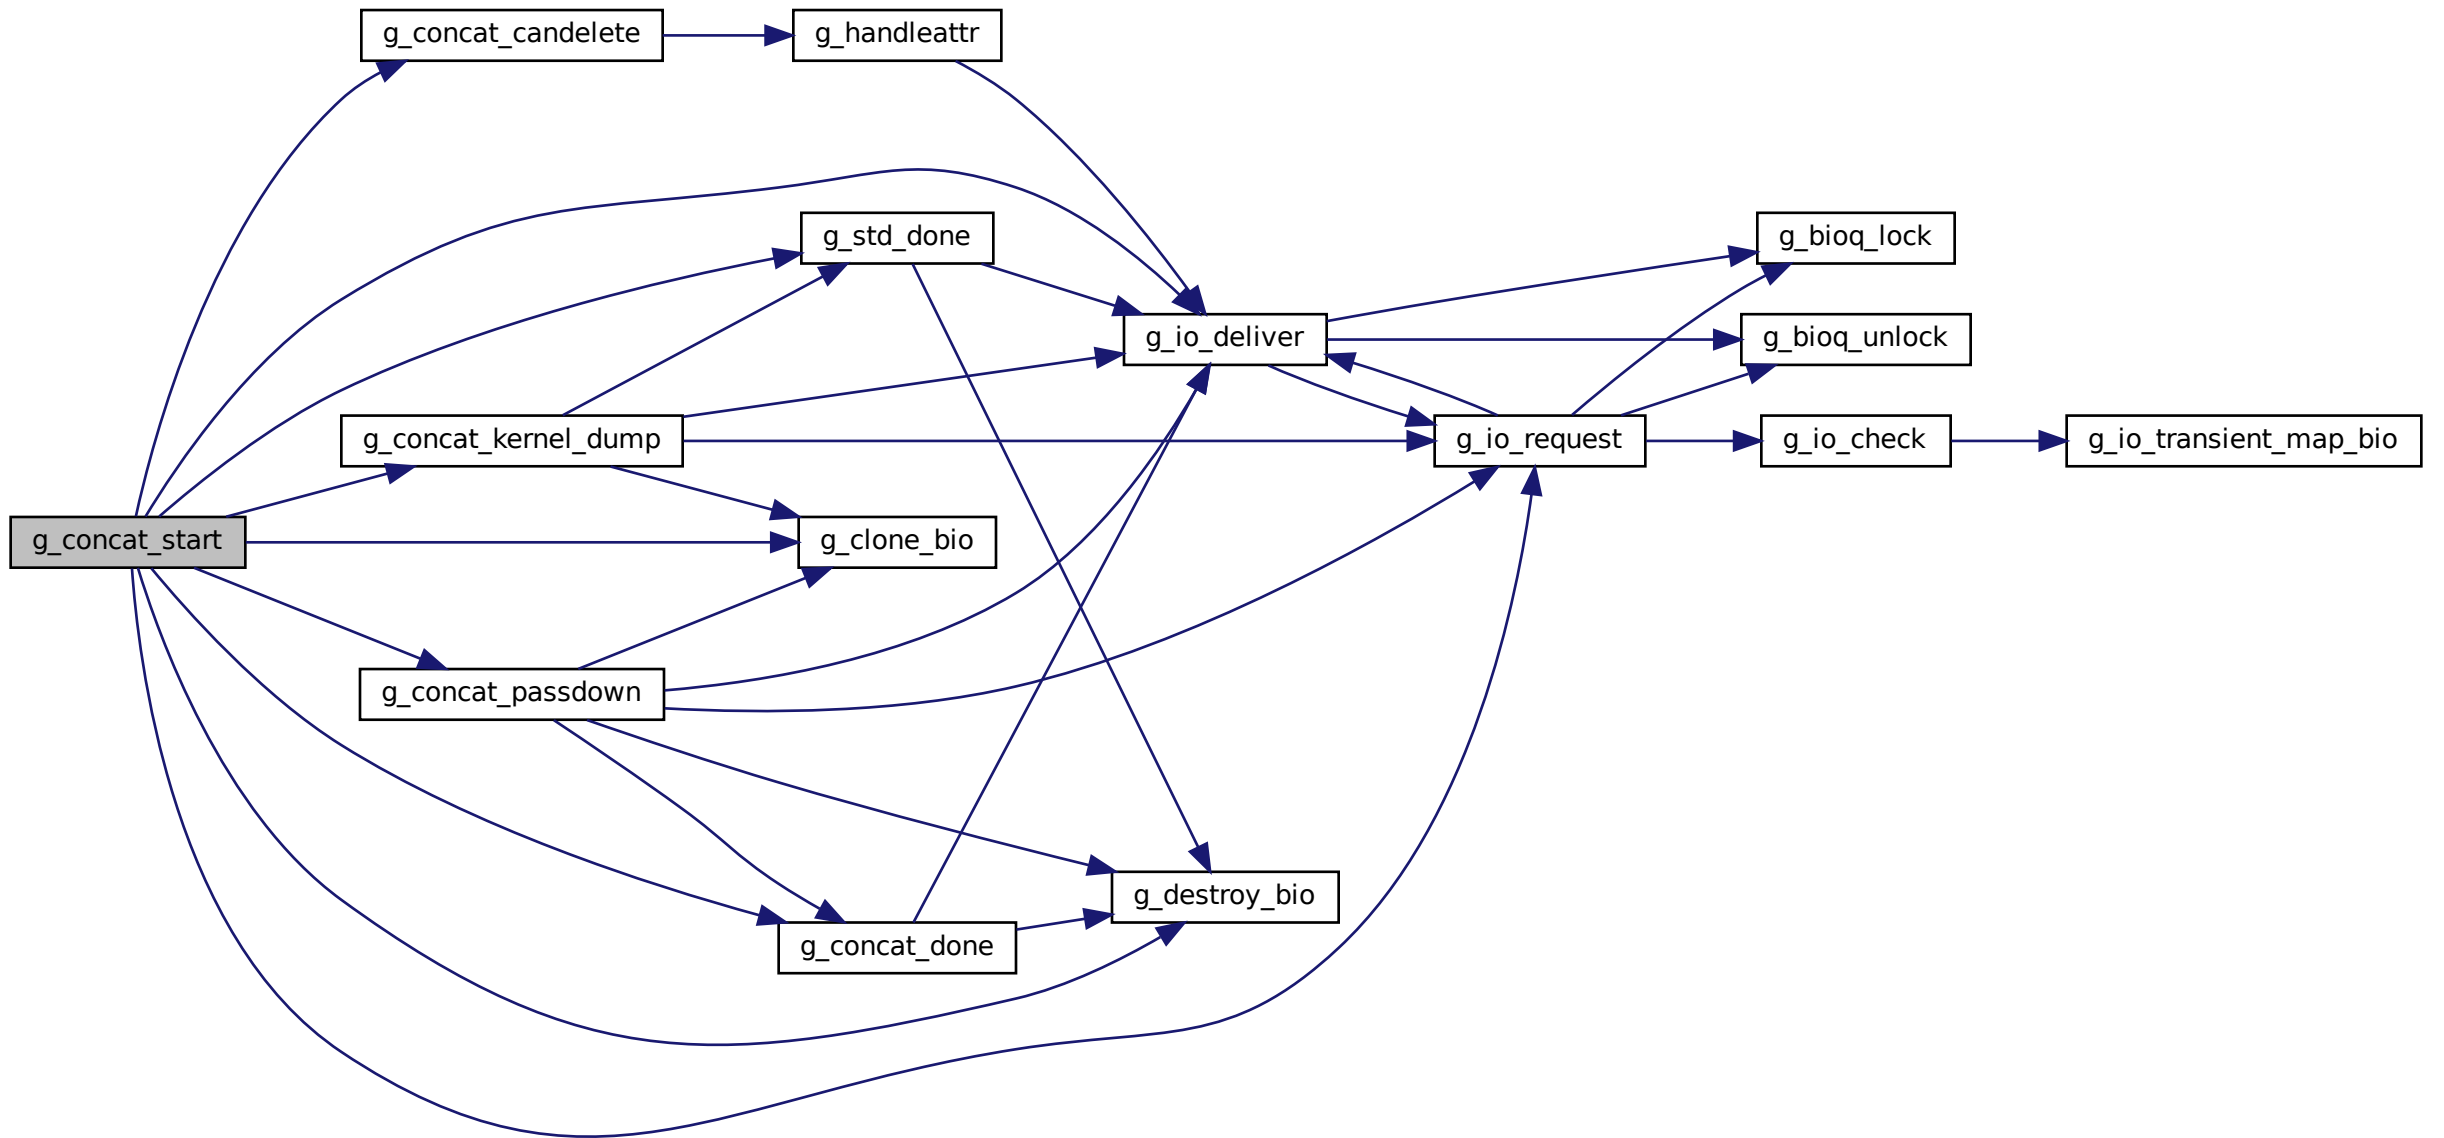 g_concat_candelete
g_handleattr
g_std_done
g_bioq_lock
g_io_deliver
g_bioq_unlock
g_concat_kernel_dump
g_io_request
g_io_check
g_io_transient_map_bio
g_concat_start
g_clone_bio
g_concat_passdown
g_destroy_bio
g_concat_done